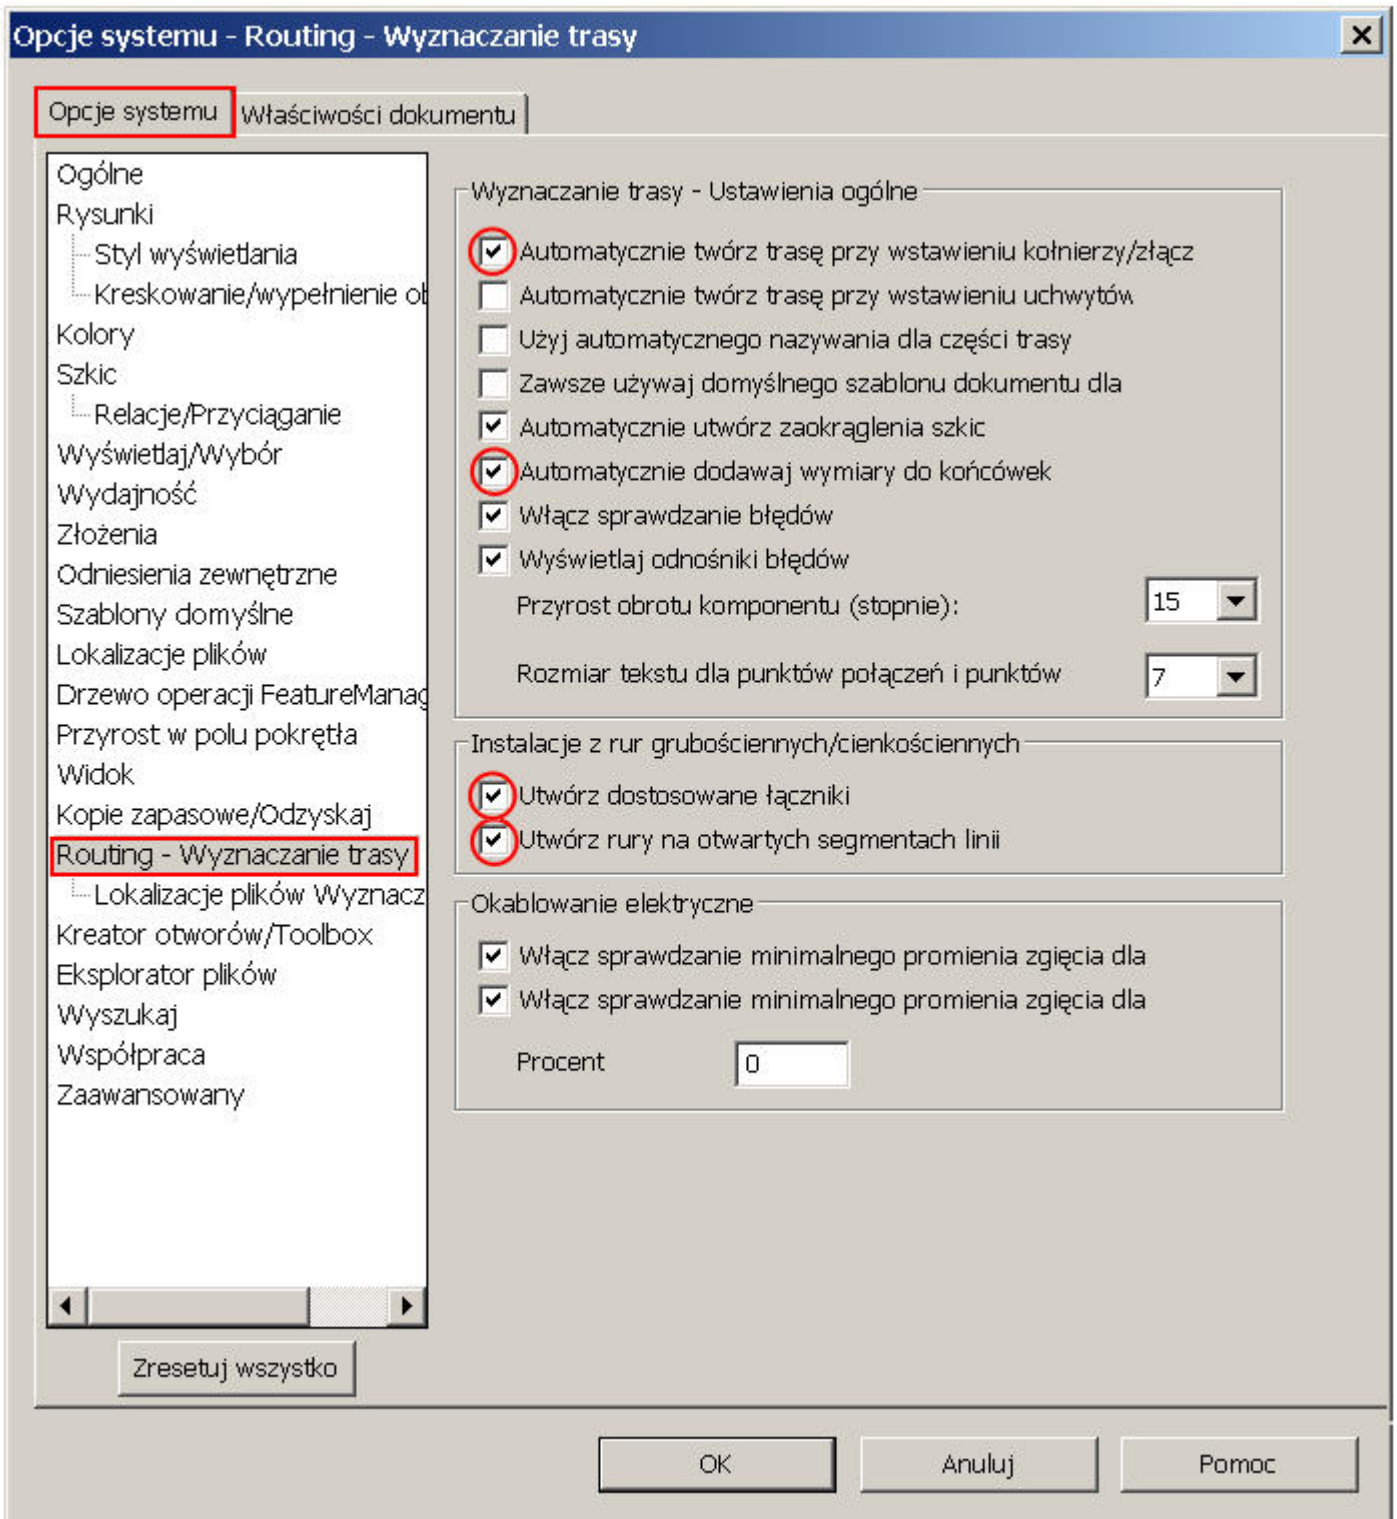 Opcje systemu - Routing - Wyznaczanie trasy
Opcje systemu
Właściwości dokumentu
Ogólne
Rysunki
Styl wyświetlania
Kreskowanie/wypełnienie ob
Kolory
Szkic
Relacje/Przyciąganie
Wyświetlaj/Wybór
Wydajność
Złożenia
Odniesienia zewnętrzne
Szablony domyślne
Lokalizacje plików
Drzewo operacji FeatureManag
Przyrost w polu pokrętła
Widok
Kopie zapasowe/Odzyskaj
Routing - Wyznaczanie trasy
Lokalizacje plików Wyznacz
Kreator otworów/Toolbox
Eksplorator plików
Wyszukaj
Współpraca
Zaawansowany
Zresetuj wszystko
Wyznaczanie trasy - Ustawienia ogólne
Automatycznie twórz trasę przy wstawieniu kołnierzy/złącz
Automatycznie twórz trasę przy wstawieniu uchwytów
Użyj automatycznego nazywania dla części trasy
Zawsze używaj domyślnego szablonu dokumentu dla
Automatycznie utwórz zaokrąglenia szkic
Automatycznie dodawaj wymiary do końcówek
Włącz sprawdzanie błędów
Wyświetlaj odnośniki błędów
Przyrost obrotu komponentu (stopnie): 15
Rozmiar tekstu dla punktów połączeń i punktów 7
Instalacje z rur grubościennych/cienkościennych
Utwórz dostosowane łączniki
Utwórz rury na otwartych segmentach linii
Okablowanie elektryczne
Włącz sprawdzanie minimalnego promienia zgięcia dla
Włącz sprawdzanie minimalnego promienia zgięcia dla
Procent 0
OK
Anuluj
Pomoc